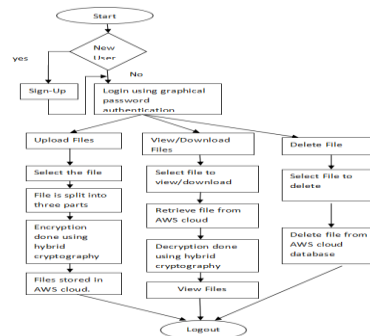 Start
New
User
yes
No
Sign-Up
Login using graphical
password
authentication
Upload Files
View/Download
Files
Delete File
Select the file
Select file to
view/download
Select File to
delete
File is split into
three parts
Retrieve file from
AWS cloud
Encryption
done using
hybrid
cryptography
Decryption done
using hybrid
cryptography
Delete file from
AWS cloud
database
Files stored in
AWS cloud.
View Files
Logout